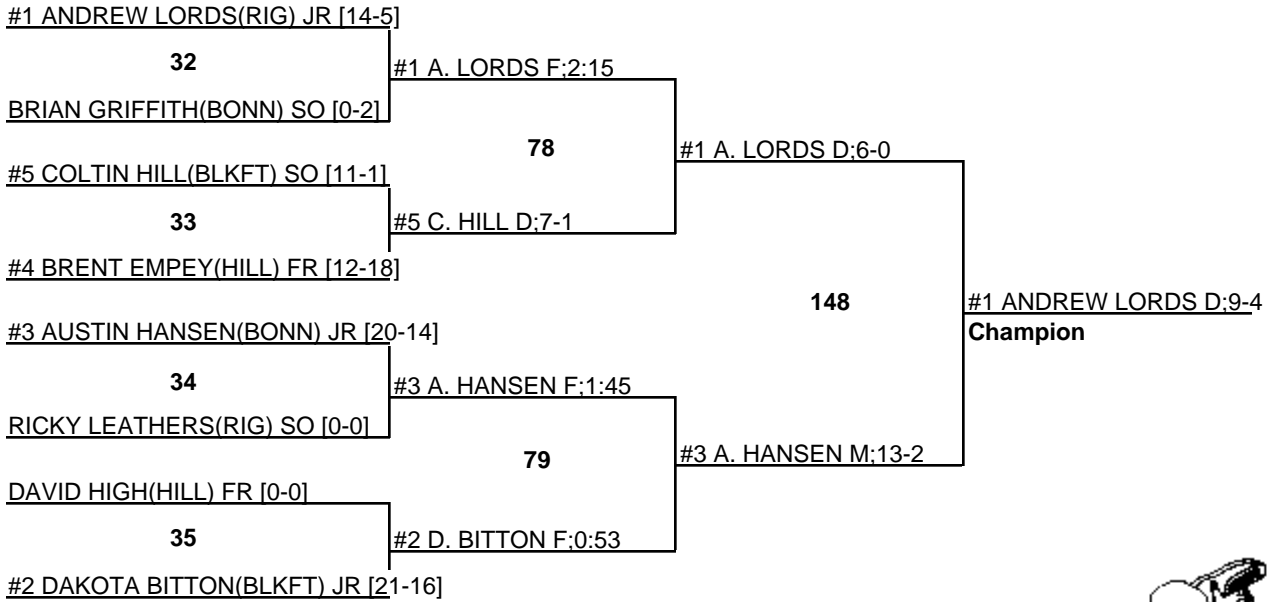 #1 ANDREW LORDS(RIG) JR [14-5]
32
#1 A. LORDS F;2:15
BRIAN GRIFFITH(BONN) SO [0-2]
78
#1 A. LORDS D;6-0
#5 COLTIN HILL(BLKFT) SO [11-1]
33
#5 C. HILL D;7-1
#4 BRENT EMPEY(HILL) FR [12-18]
148
#1 ANDREW LORDS D;9-4
Champion
#3 AUSTIN HANSEN(BONN) JR [20-14]
34
#3 A. HANSEN F;1:45
RICKY LEATHERS(RIG) SO [0-0]
79
#3 A. HANSEN M;13-2
DAVID HIGH(HILL) FR [0-0]
35
#2 D. BITTON F;0:53
#2 DAKOTA BITTON(BLKFT) JR [21-16]